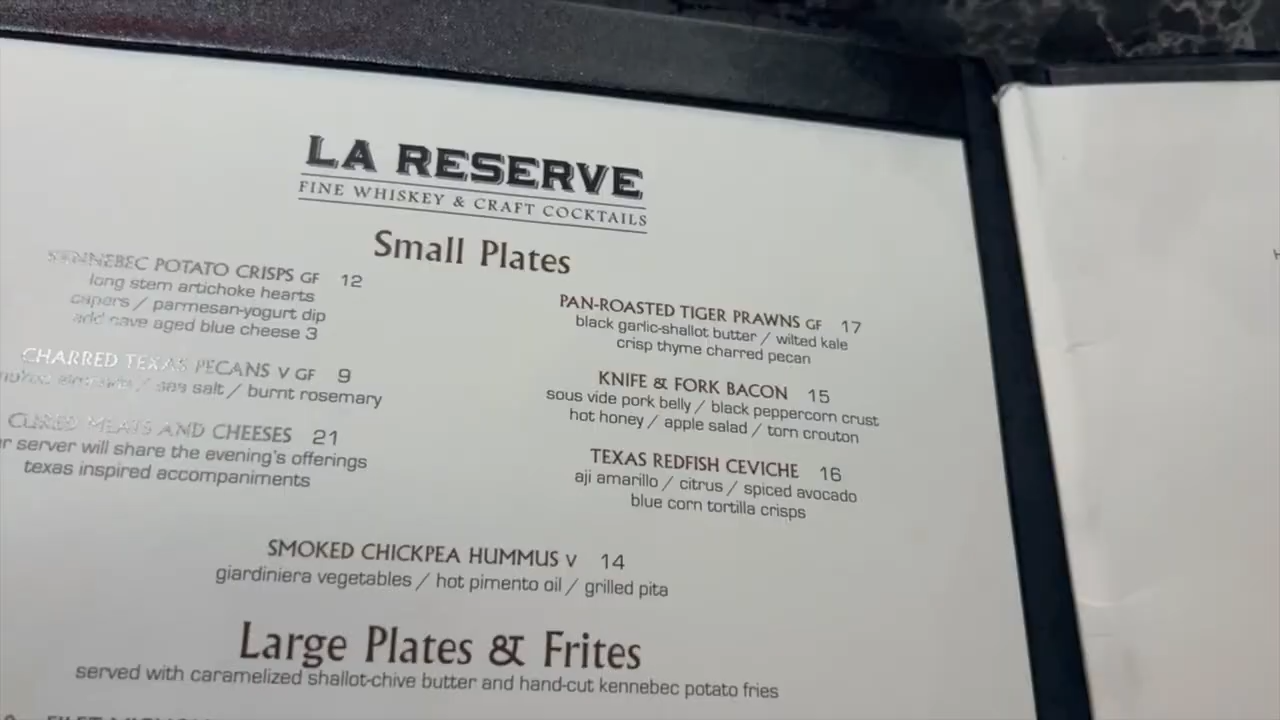 LA RESERVE
FINE WHISKEY & CRAFT COCKTAILS
Small Plates
KENNEBEC POTATO CRISPS GF 12
long stem artichoke hearts
capers / parmesan-yogurt dip
add cave aged blue cheese 3
CHARRED TEXAS PECANS V GF 9
sea salt / burnt rosemary
CURED MEATS AND CHEESES 21
server will share the evening's offerings
texas inspired accompaniments
PAN-ROASTED TIGER PRAWNS GF 17
black garlic-shallot butter / wilted kale
crisp thyme charred pecan
KNIFE & FORK BACON 15
sous vide pork belly / black peppercorn crust
hot honey / apple salad / torn crouton
TEXAS REDFISH CEVICHE 16
aji amarillo / citrus / spiced avocado
blue corn tortilla crisps
SMOKED CHICKPEA HUMMUS V 14
giardiniera vegetables / hot pimento oil / grilled pita
Large Plates & Frites
served with caramelized shallot-chive butter and hand-cut kennebec potato fries